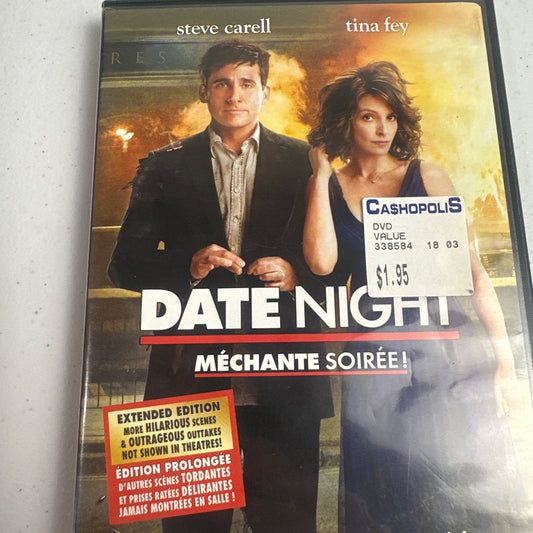 steve carell
tina fey
RES
CA$HOPOLIS
DVD
VALUE
338584 18 03
$1.95
DATE NIGHT
MÉCHANTE SOIRÉE!
EXTENDED EDITION
MORE HILARIOUS SCENES
& OUTRAGEOUS OUTTAKES
NOT SHOWN IN THEATRES!
ÉDITION PROLONGÉE
D'AUTRES SCÈNES TORDANTES
ET PRISES RATÉES DÉLIRANTES
JAMAIS MONTRÉES EN SALLE !